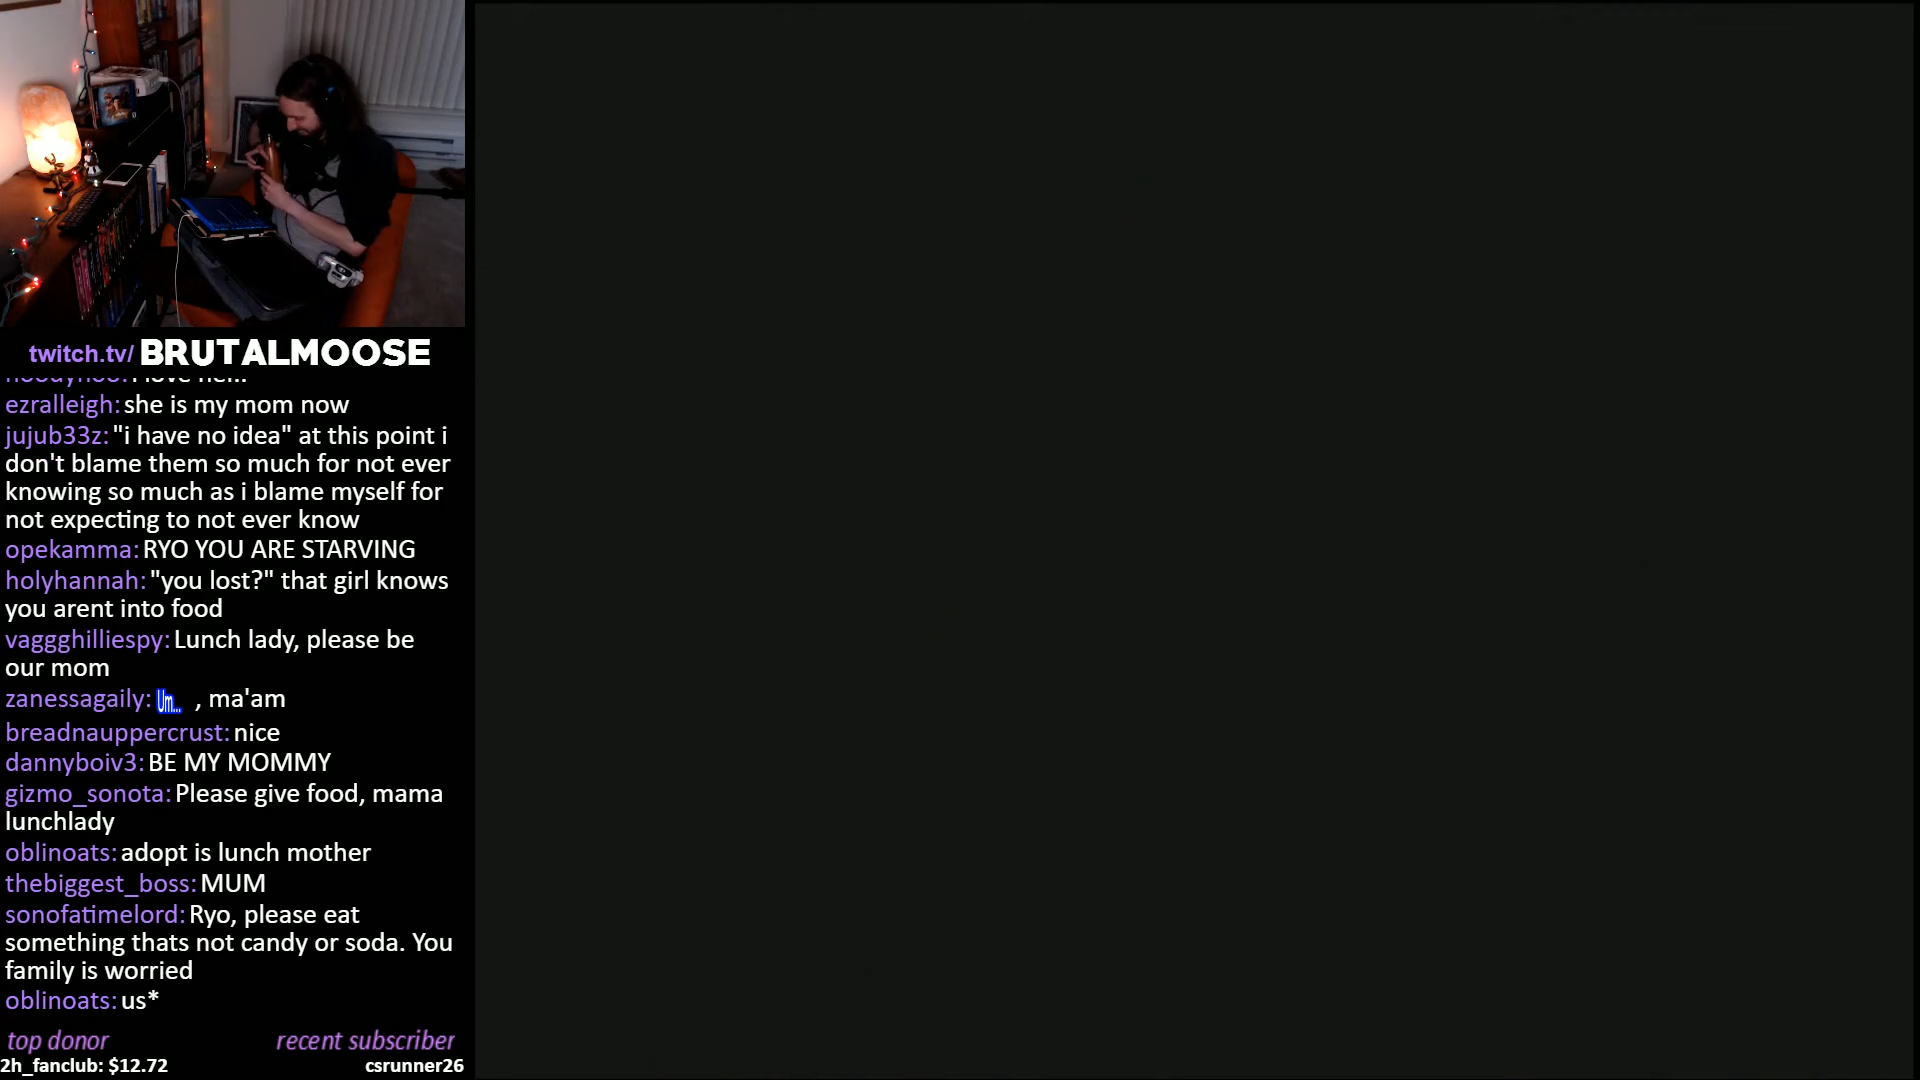 twitch.tv/ BRUTALMOOSE
ezralleigh: she is my mom now
jujub33z: "i have no idea" at this point i
don't blame them so much for not ever
knowing so much as i blame myself for
not expecting to not ever know
opekamma: RYO YOU ARE STARVING
holyhannah: "you lost?" that girl knows
you arent into food
vaggghilliespy: Lunch lady, please be
our mom
zanessagaily: Um... , ma'am
breadnauppercrust: nice
dannyboiv3: BE MY MOMMY
gizmo_sonota: Please give food, mama
lunchlady
oblinoats: adopt is lunch mother
thebiggest_boss: MUM
sonofatimelord: Ryo, please eat
something thats not candy or soda. You
family is worried
oblinoats: us*
top donor recent subscriber
2h_fanclub: $12.72 csrunner26